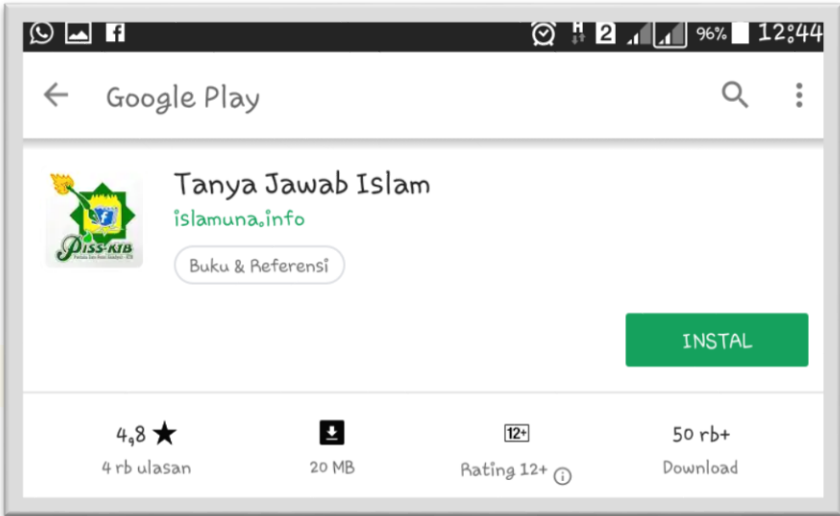 H 2 96% 12:44
Google Play
Tanya Jawab Islam
islamuna.info
PISS-KTB
Buku & Referensi
INSTAL
4,8 ★ 12+ 50 rb+
4 rb ulasan 20 MB Rating 12+ Download